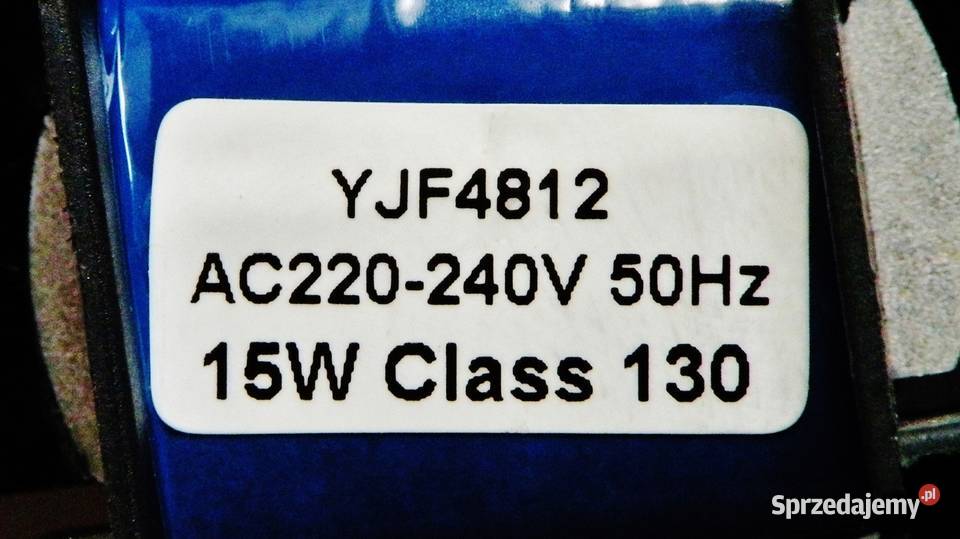 YJF4812
AC220-240V 50Hz
15W Class 130
Sprzedajemy.pl